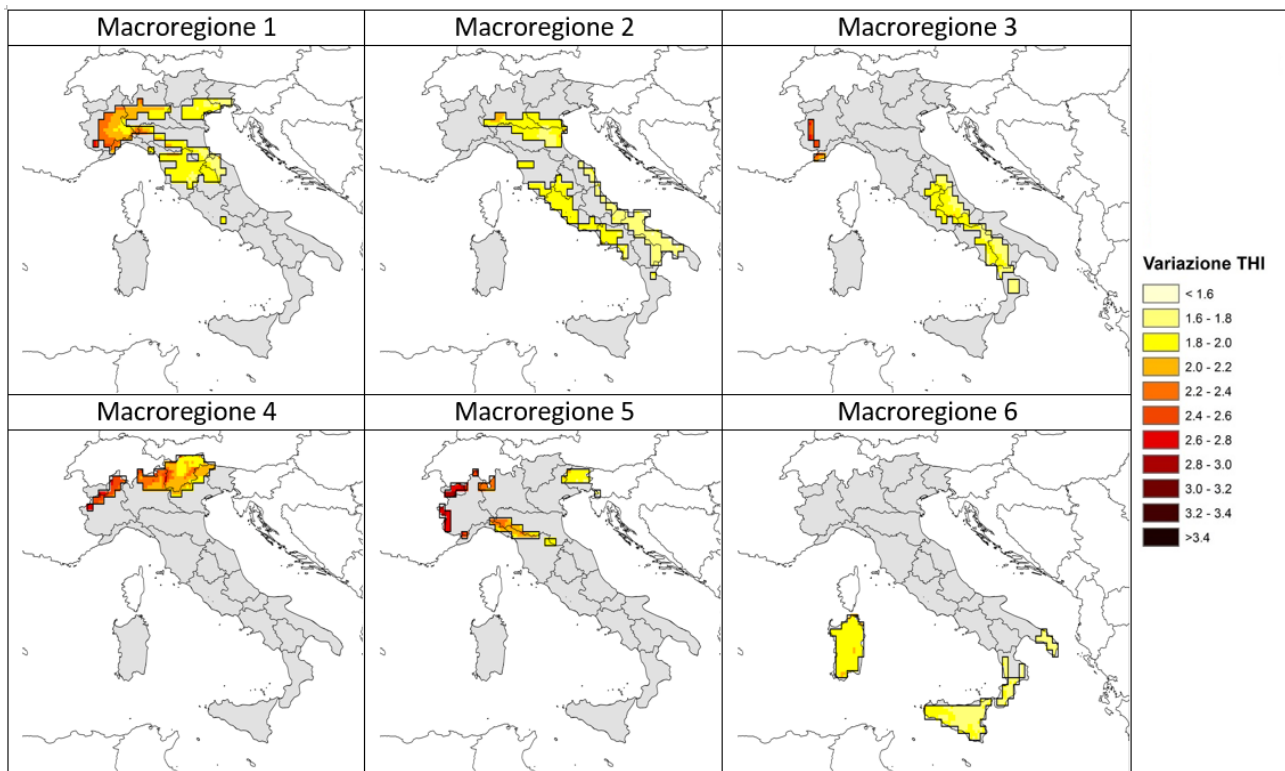 Macroregione 1
Macroregione 2
Macroregione 3
Macroregione 4
Macroregione 5
Macroregione 6
Variazione THI
< 1.6
1.6 - 1.8
1.8 - 2.0
2.0 - 2.2
2.2 - 2.4
2.4 - 2.6
2.6 - 2.8
2.8 - 3.0
3.0 - 3.2
3.2 - 3.4
>3.4